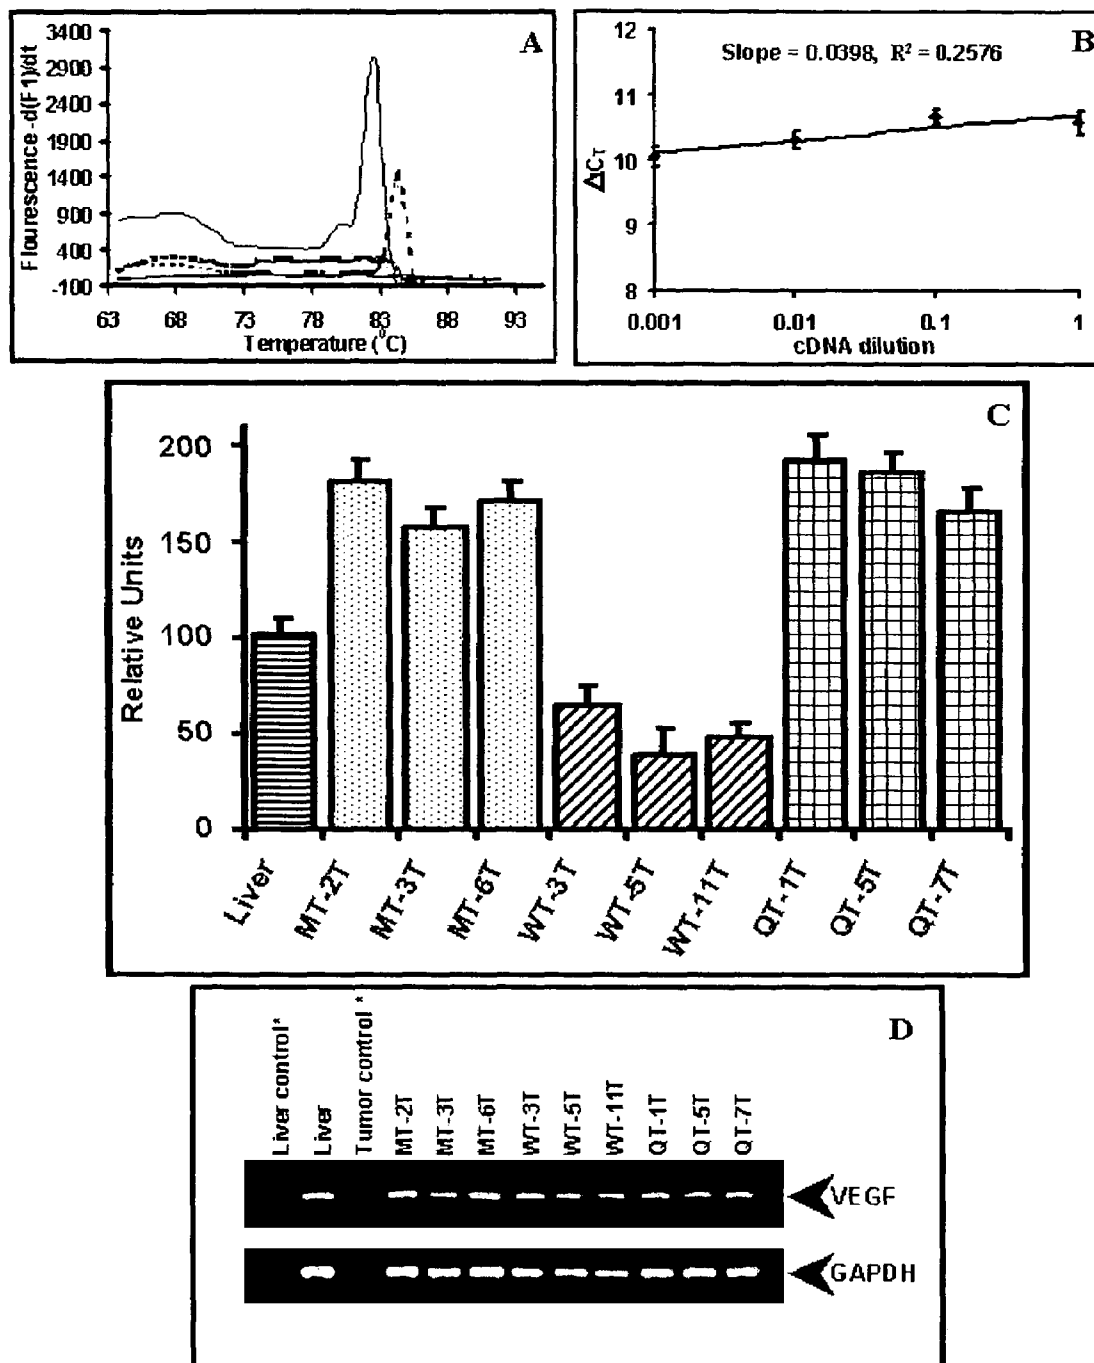 A
3400
2900
2400
1900
1400
900
400
-100
Flourescence -d(F1)/dt
63 68 73 78 83 88 93
Temperature (°C)
B
Slope = 0.0398, R² = 0.2576
12
11
10
9
8
ΔCT
0.001 0.01 0.1 1
cDNA dilution
C
200
150
100
50
0
Relative Units
Liver MT-2T MT-3T MT-6T WT-3T WT-5T WT-11T QT-1T QT-5T QT-7T
D
Liver control* Liver Tumor control * MT-2T MT-3T MT-6T WT-3T WT-5T WT-11T QT-1T QT-5T QT-7T
VEGF
GAPDH